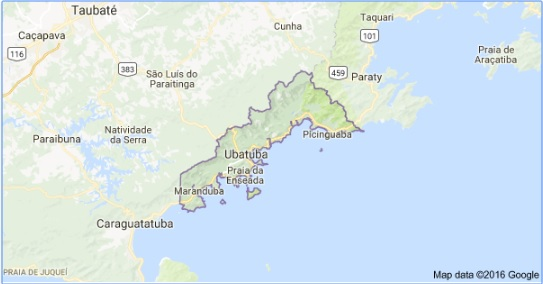 Taubaté
Taquari
Cunha
Caçapava
101
116
Praia de
Araçatiba
383
459
São Luís do
Paraitinga
Paraty
Natividade
da Serra
Paraibuna
Picinguaba
Ubatuba
Praia da
Enseada
Maranduba
Caraguatatuba
PRAIA DE JUQUEÍ
Map data ©2016 Google